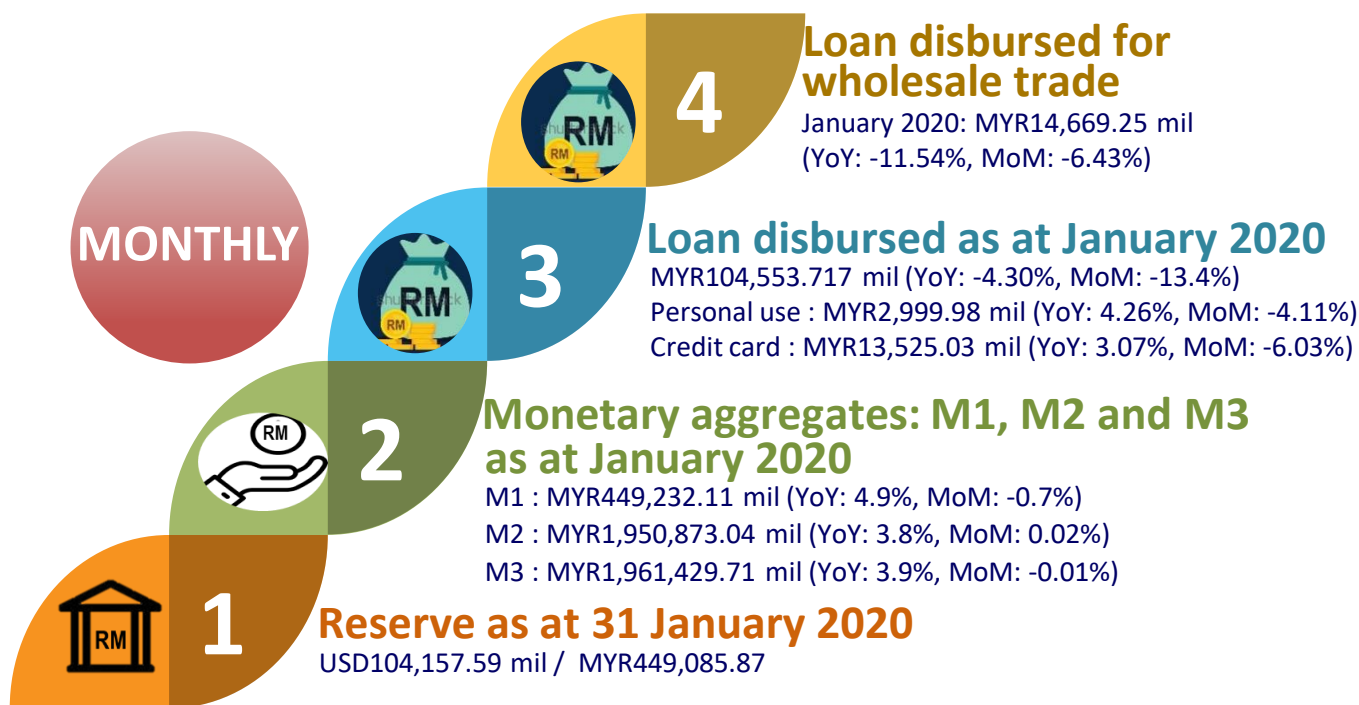 4
Loan disbursed for
wholesale trade
January 2020: MYR14,669.25 mil
(YoY: -11.54%, MoM: -6.43%)
RM
RM
MONTHLY
3
Loan disbursed as at January 2020
MYR104,553.717 mil (YoY: -4.30%, MoM: -13.4%)
Personal use : MYR2,999.98 mil (YoY: 4.26%, MoM: -4.11%)
Credit card : MYR13,525.03 mil (YoY: 3.07%, MoM: -6.03%)
RM
RM
2
Monetary aggregates: M1, M2 and M3
as at January 2020
M1 : MYR449,232.11 mil (YoY: 4.9%, MoM: -0.7%)
M2 : MYR1,950,873.04 mil (YoY: 3.8%, MoM: 0.02%)
M3 : MYR1,961,429.71 mil (YoY: 3.9%, MoM: -0.01%)
RM
1
Reserve as at 31 January 2020
USD104,157.59 mil / MYR449,085.87
RM